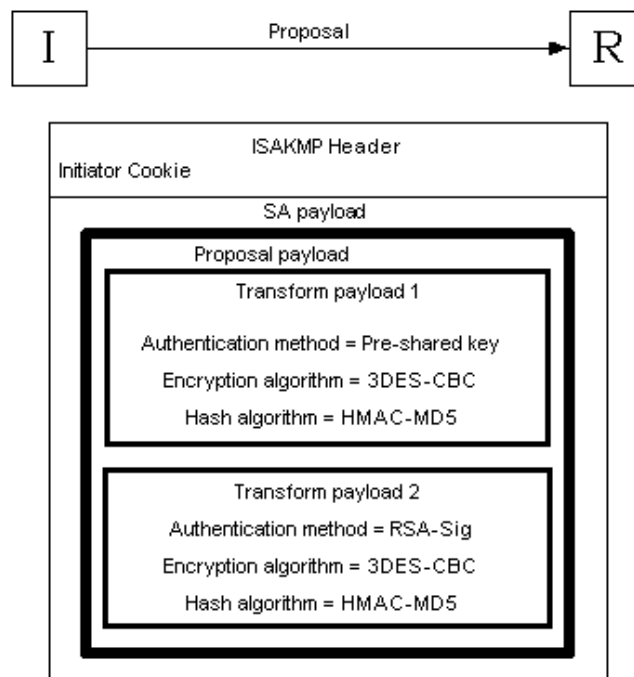 I
Proposal
R
ISAKMP Header
Initiator Cookie
SA payload
Proposal payload
Transform payload 1
Authentication method = Pre-shared key
Encryption algorithm = 3DES-CBC
Hash algorithm = HMAC-MD5
Transform payload 2
Authentication method = RSA-Sig
Encryption algorithm = 3DES-CBC
Hash algorithm = HMAC-MD5